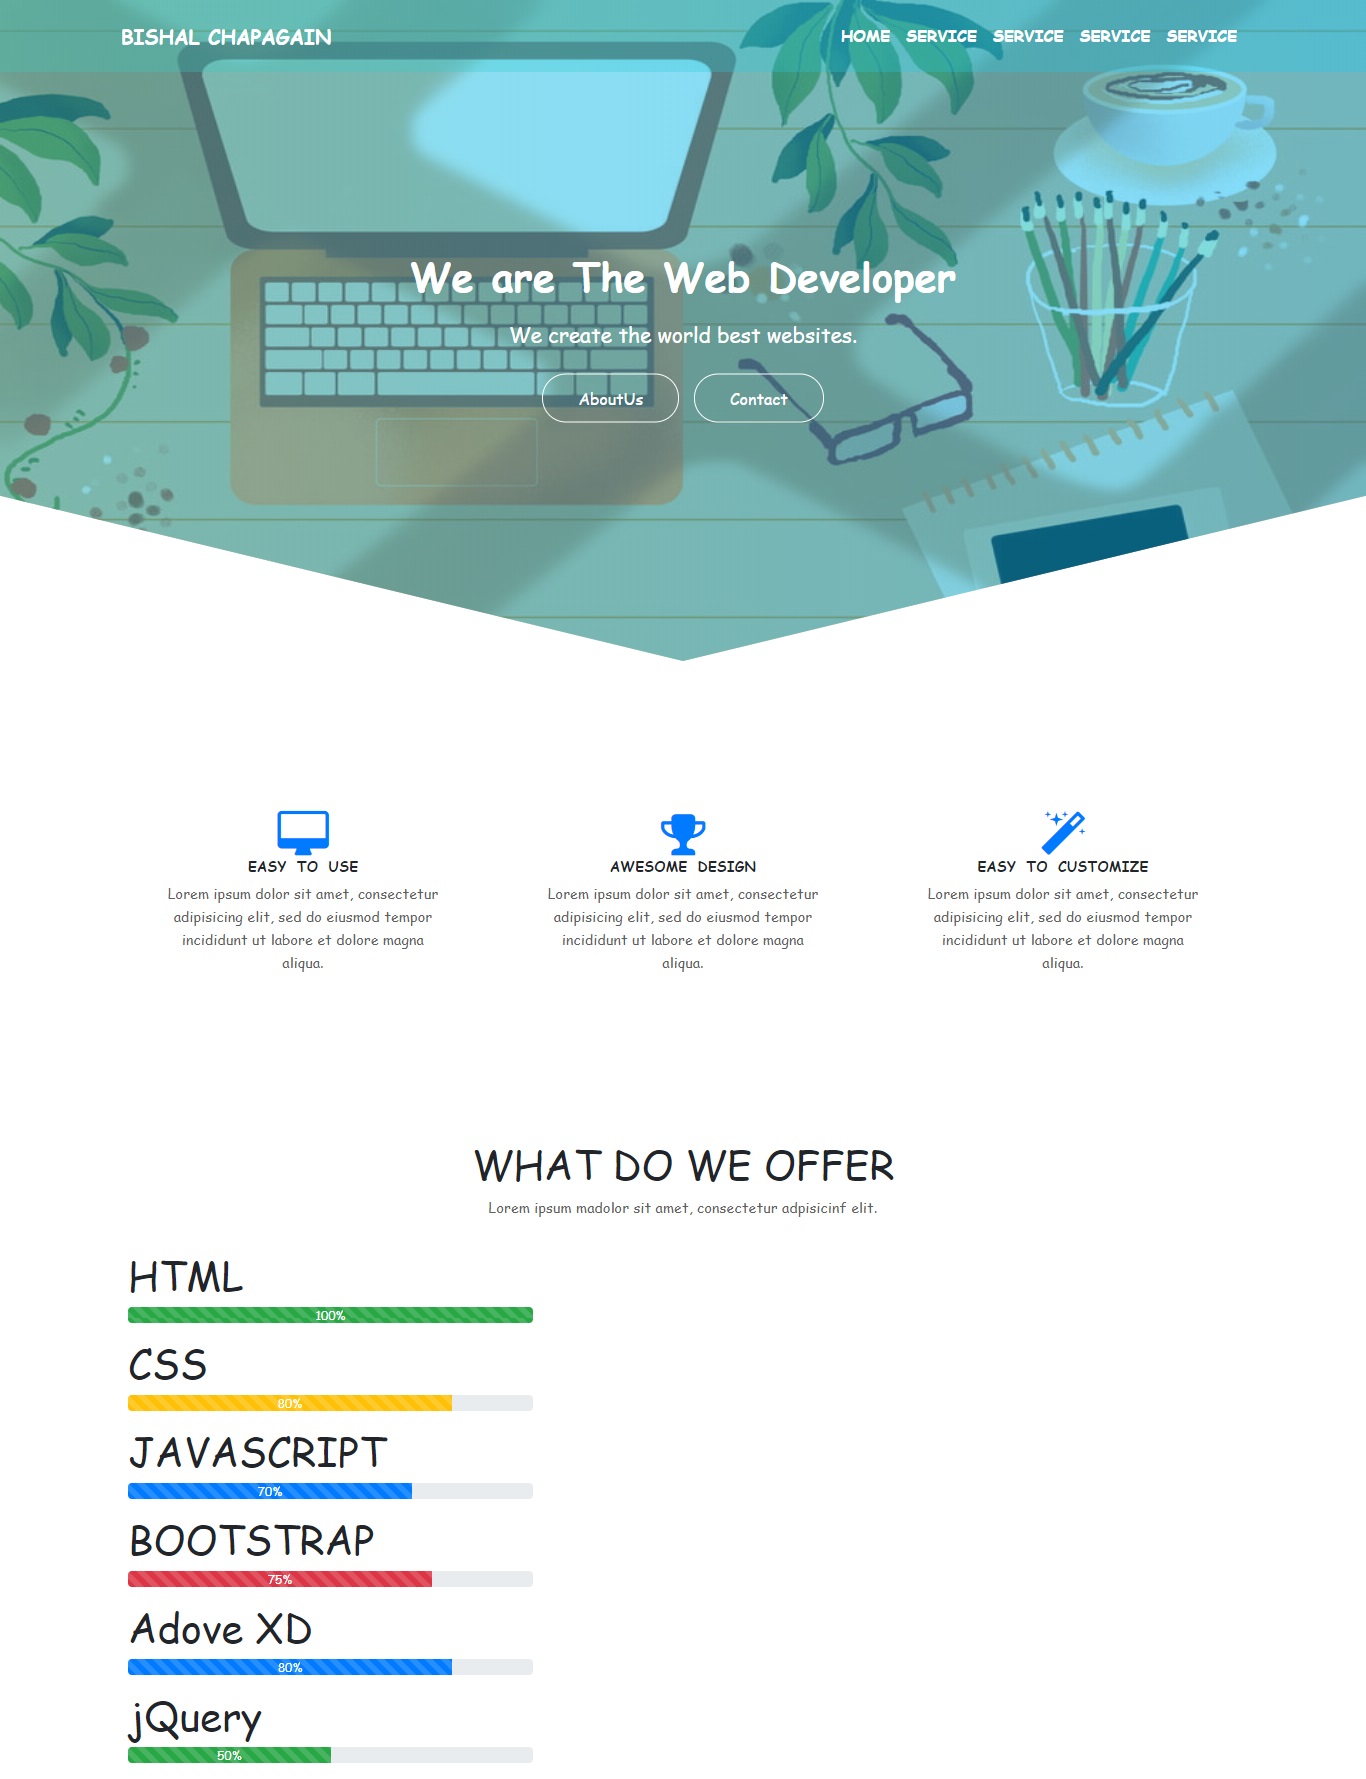 BISHAL CHAPAGAIN
HOME SERVICE SERVICE SERVICE SERVICE
We are The Web Developer
We create the world best websites.
AboutUs Contact
EASY TO USE
Lorem ipsum dolor sit amet, consectetur
adipisicing elit, sed do eiusmod tempor
incididunt ut labore et dolore magna
aliqua.
AWESOME DESIGN
Lorem ipsum dolor sit amet, consectetur
adipisicing elit, sed do eiusmod tempor
incididunt ut labore et dolore magna
aliqua.
EASY TO CUSTOMIZE
Lorem ipsum dolor sit amet, consectetur
adipisicing elit, sed do eiusmod tempor
incididunt ut labore et dolore magna
aliqua.
WHAT DO WE OFFER
Lorem ipsum madolor sit amet, consectetur adpisicinf elit.
HTML
100%
CSS
80%
JAVASCRIPT
70%
BOOTSTRAP
75%
Adove XD
80%
jQuery
50%